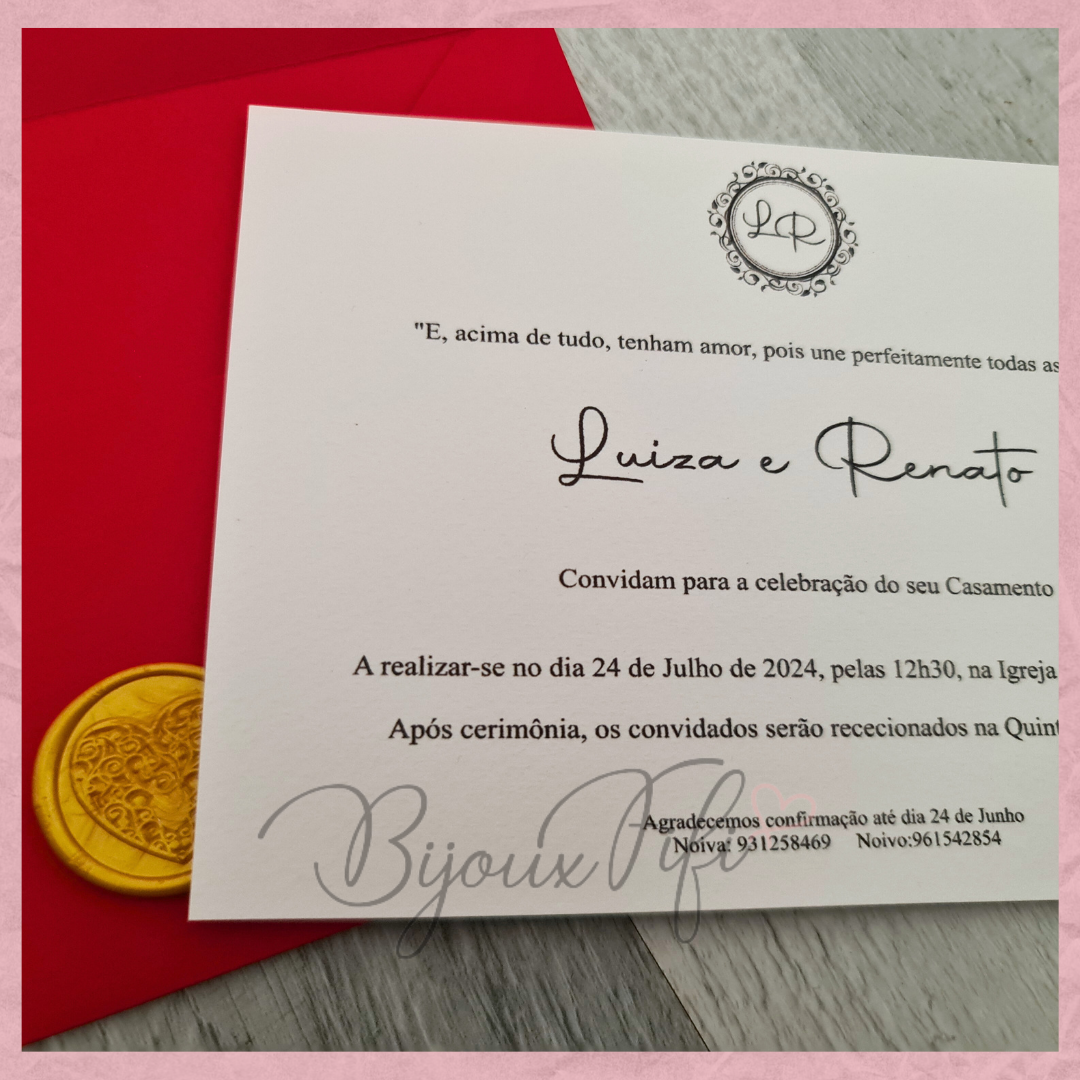 LR
"E, acima de tudo, tenham amor, pois une perfeitamente todas as
Luiza e Renato
Convidam para a celebração do seu Casamento
A realizar-se no dia 24 de Julho de 2024, pelas 12h30, na Igreja
Após cerimônia, os convidados serão rececionados na Quint
Agradecemos confirmação até dia 24 de Junho
Noiva: 931258469 Noivo:961542854
Bijoux Fifi